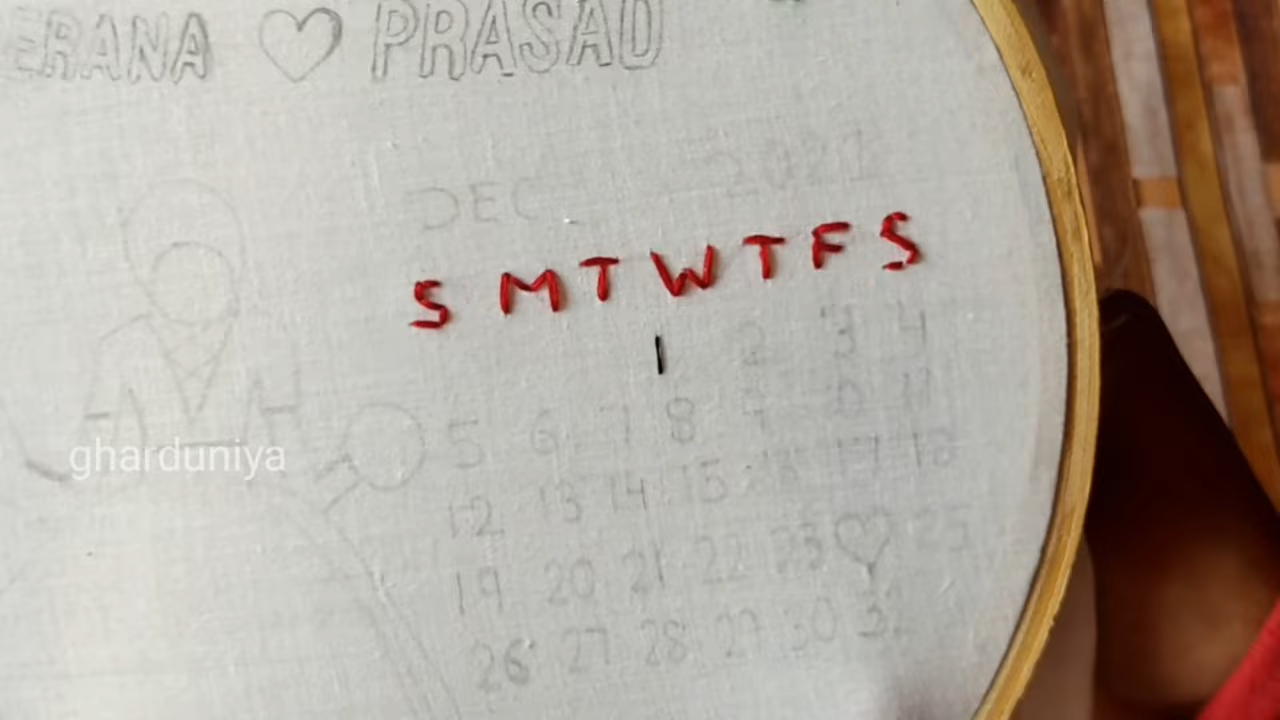 ERANA ♡ PRASAD
DEC 2021
S M T W T F S
1 2 3 4
5 6 7 8 9 10 11
12 13 14 15 16 17 18
19 20 21 22 23 ♡ 25
26 27 28 29 30 31
gharduniya